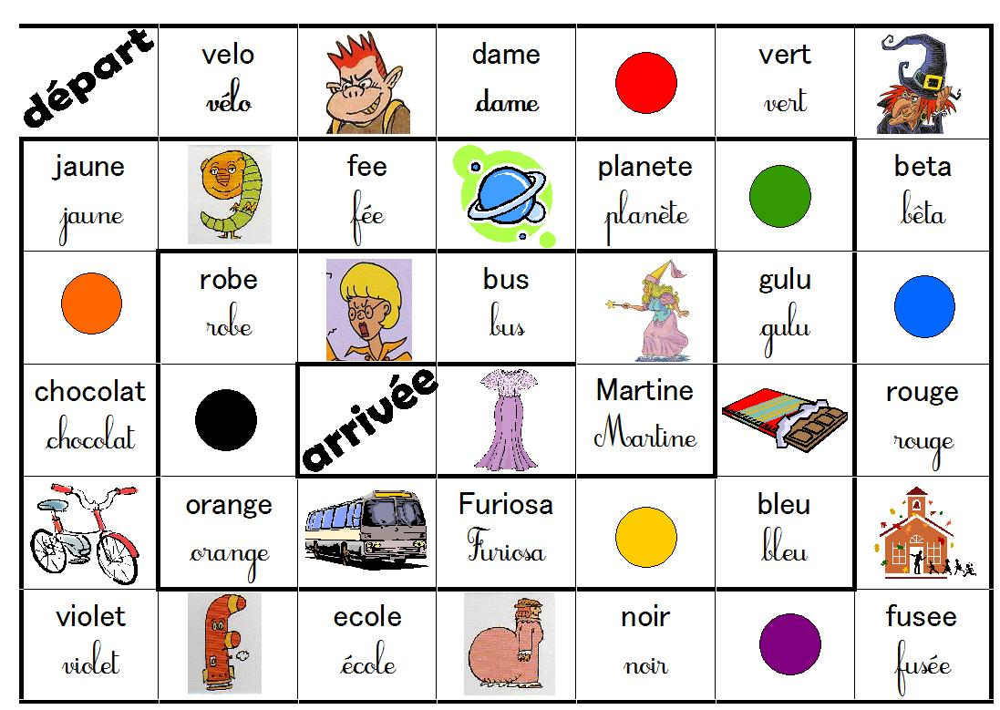 départ
velo
vélo
dame
dame
vert
vert
jaune
jaune
fee
fée
planete
planète
beta
bêta
robe
robe
bus
bus
gulu
gulu
chocolat
chocolat
arrivée
Martine
Martine
rouge
rouge
orange
orange
Furiosa
Furiosa
bleu
bleu
violet
violet
ecole
école
noir
noir
fusee
fusée